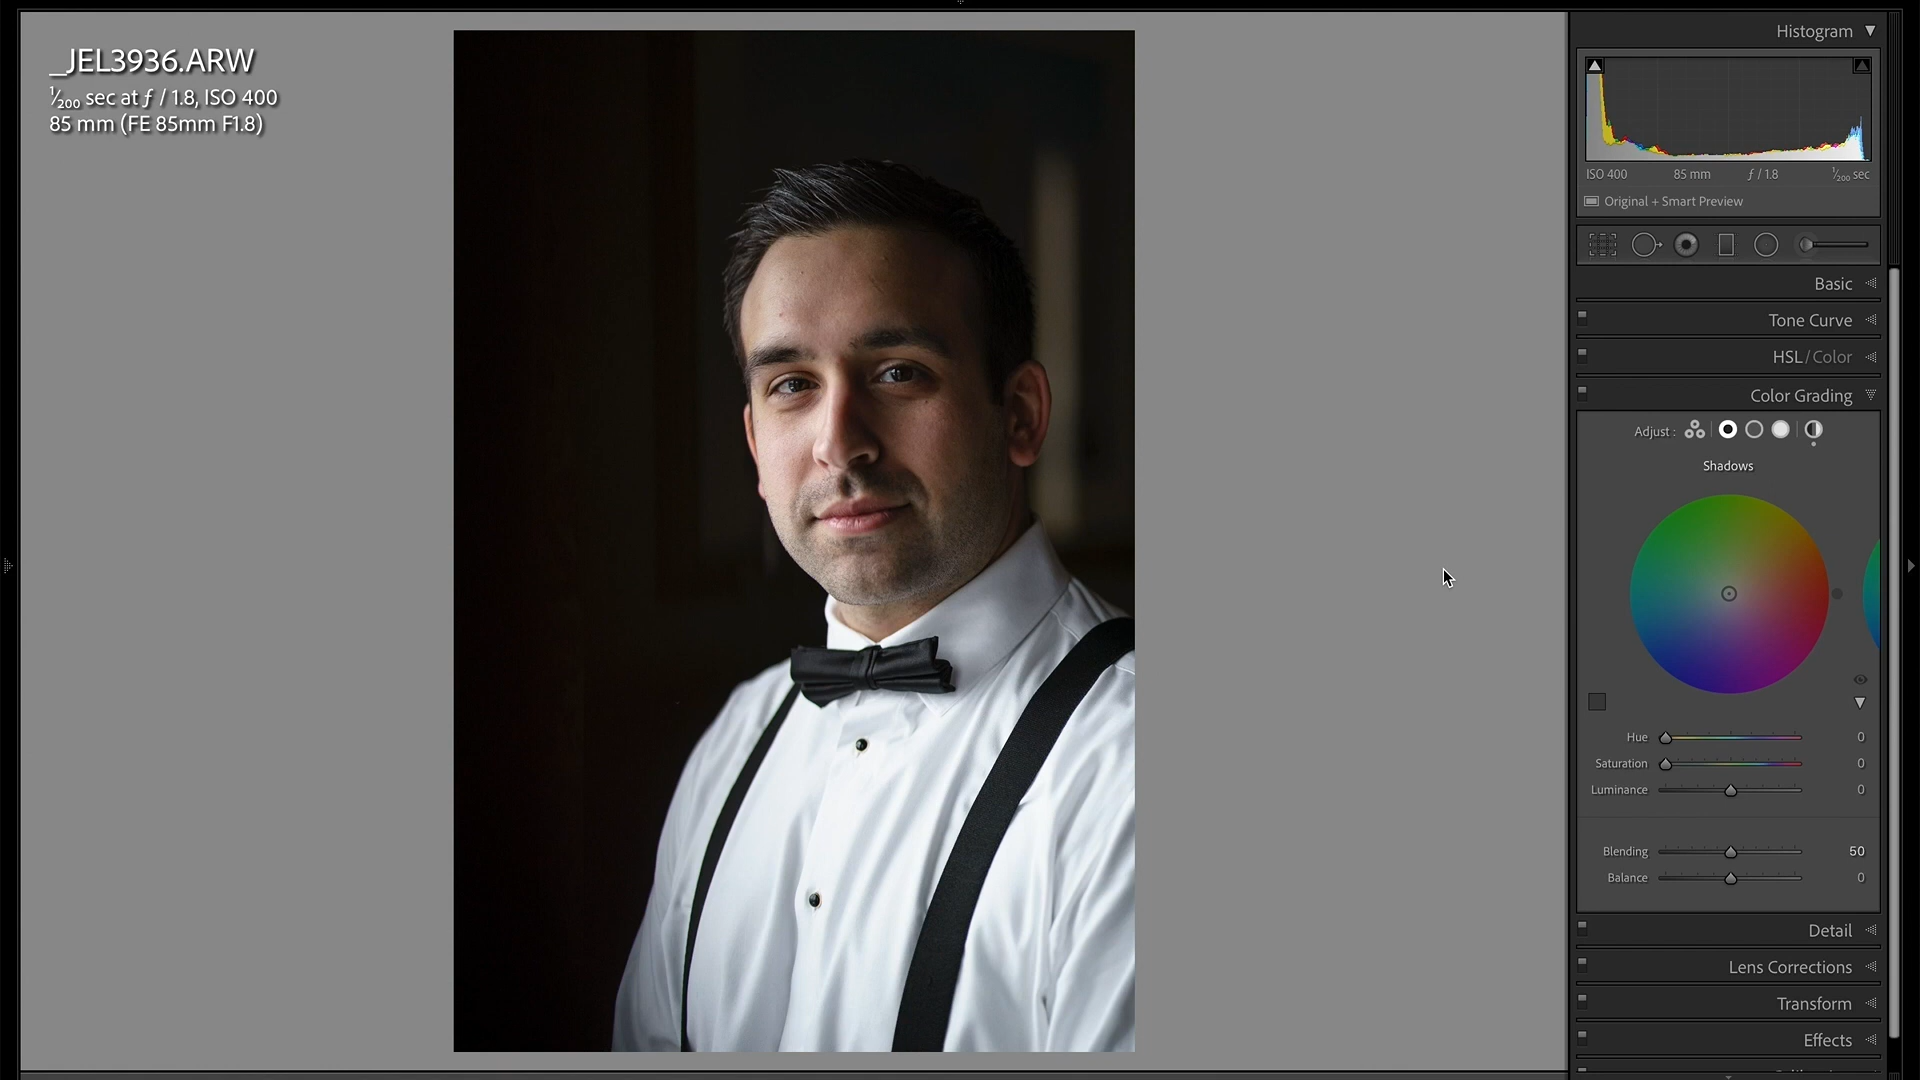 _JEL3936.ARW
1/200 sec at ƒ / 1.8, ISO 400
85 mm (FE 85mm F1.8)
Histogram
ISO 400 85 mm ƒ / 1.8 1/200 sec
Original + Smart Preview
Basic
Tone Curve
HSL / Color
Color Grading
Adjust :
Shadows
Hue 0
Saturation 0
Luminance 0
Blending 50
Balance 0
Detail
Lens Corrections
Transform
Effects